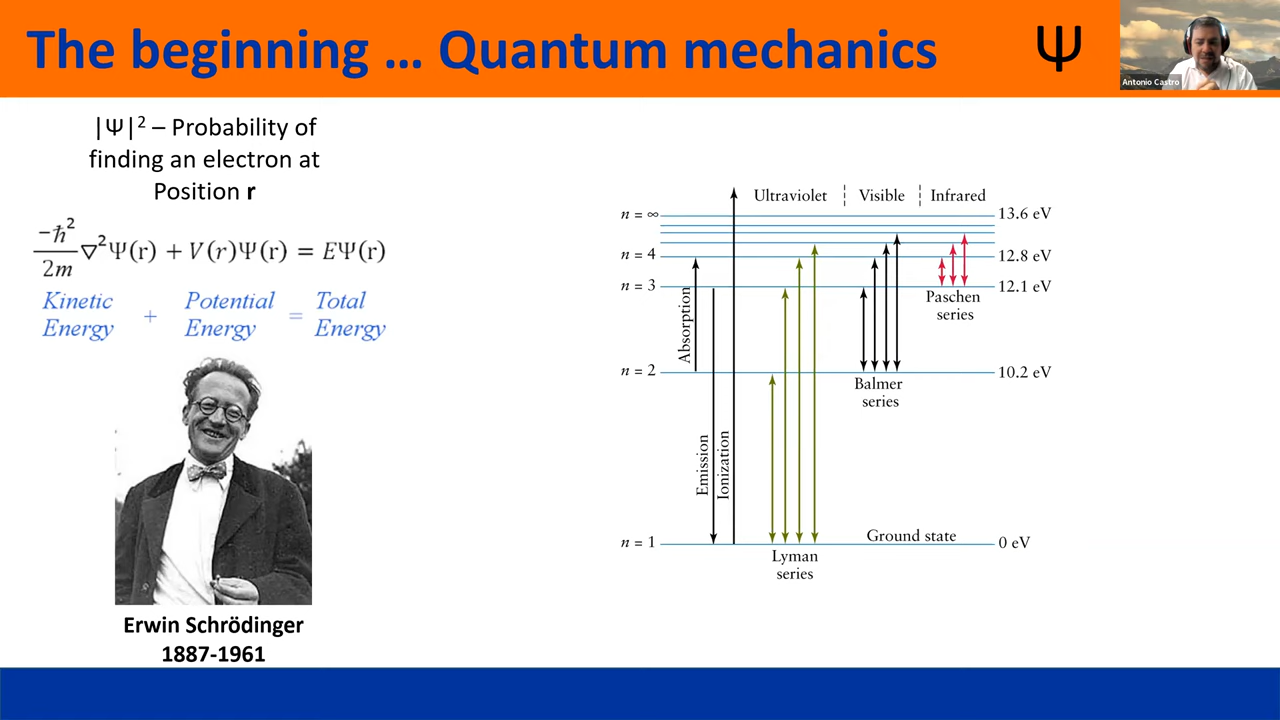 The beginning … Quantum mechanics
Ψ
Antonio Castro
|Ψ|² – Probability of
finding an electron at
Position r
−ħ²/2m ∇²Ψ(r) + V(r)Ψ(r) = EΨ(r)
Kinetic Energy + Potential Energy = Total Energy
Erwin Schrödinger
1887-1961
Ultraviolet | Visible | Infrared
n = ∞ 13.6 eV
n = 4 12.8 eV
n = 3 12.1 eV
Paschen
series
Absorption
n = 2 10.2 eV
Balmer
series
Emission
Ionization
Ground state
n = 1 0 eV
Lyman
series